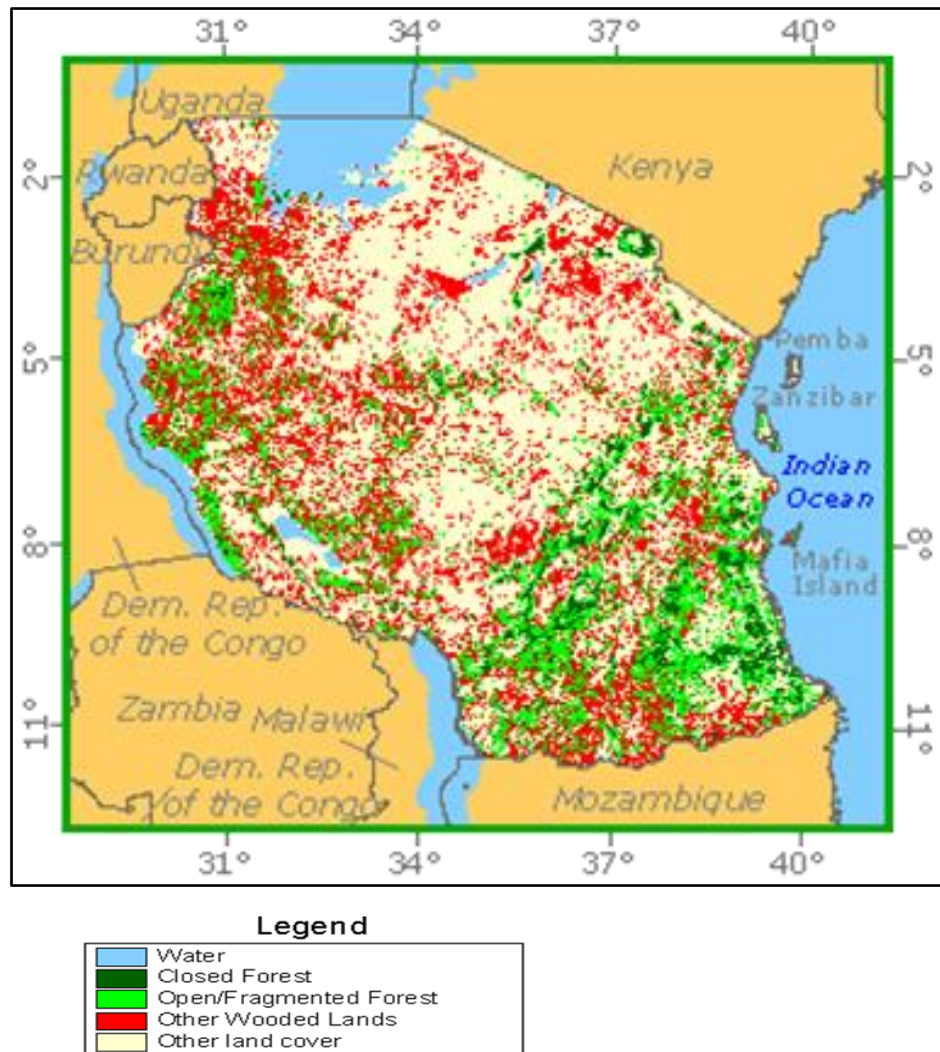 31° 34° 37° 40°
Uganda
Kenya
2° 2°
Rwanda
Burundi
Pemba
5° 5°
Zanzibar
Indian
Ocean
8° 8°
Mafia
Island
Dem. Rep.
of the Congo
Zambia Malawi
11° 11°
Dem. Rep.
of the Congo
Mozambique
31° 34° 37° 40°
Legend
Water
Closed Forest
Open/Fragmented Forest
Other Wooded Lands
Other land cover